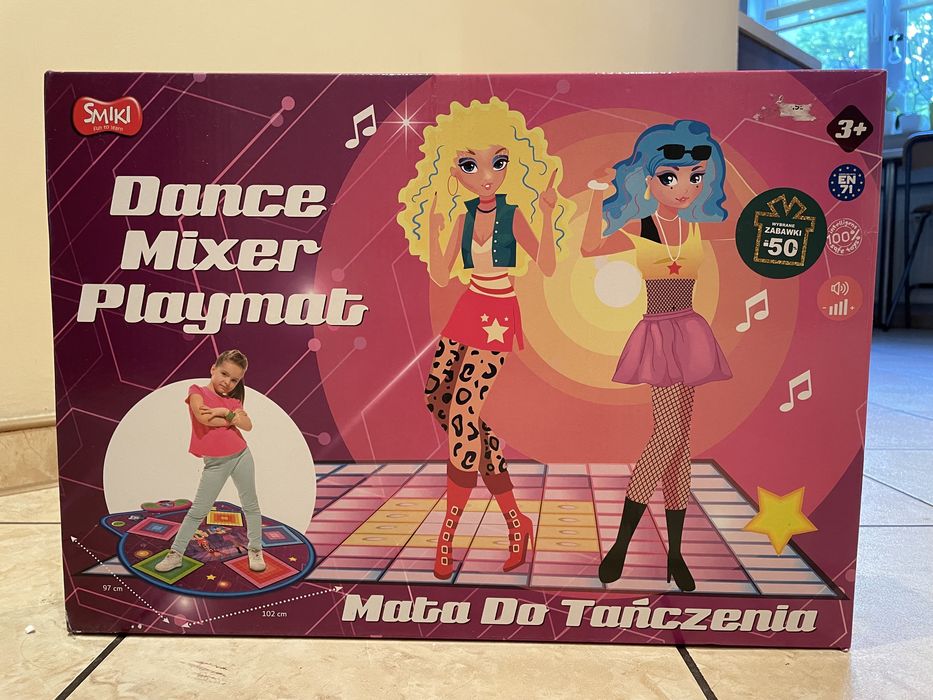 SMIKI
Fun to learn
Dance
Mixer
Playmat
3+
EN
71
WYBRANE
ZABAWKI
50
100%
97 cm
102 cm
Mata Do Tańczenia